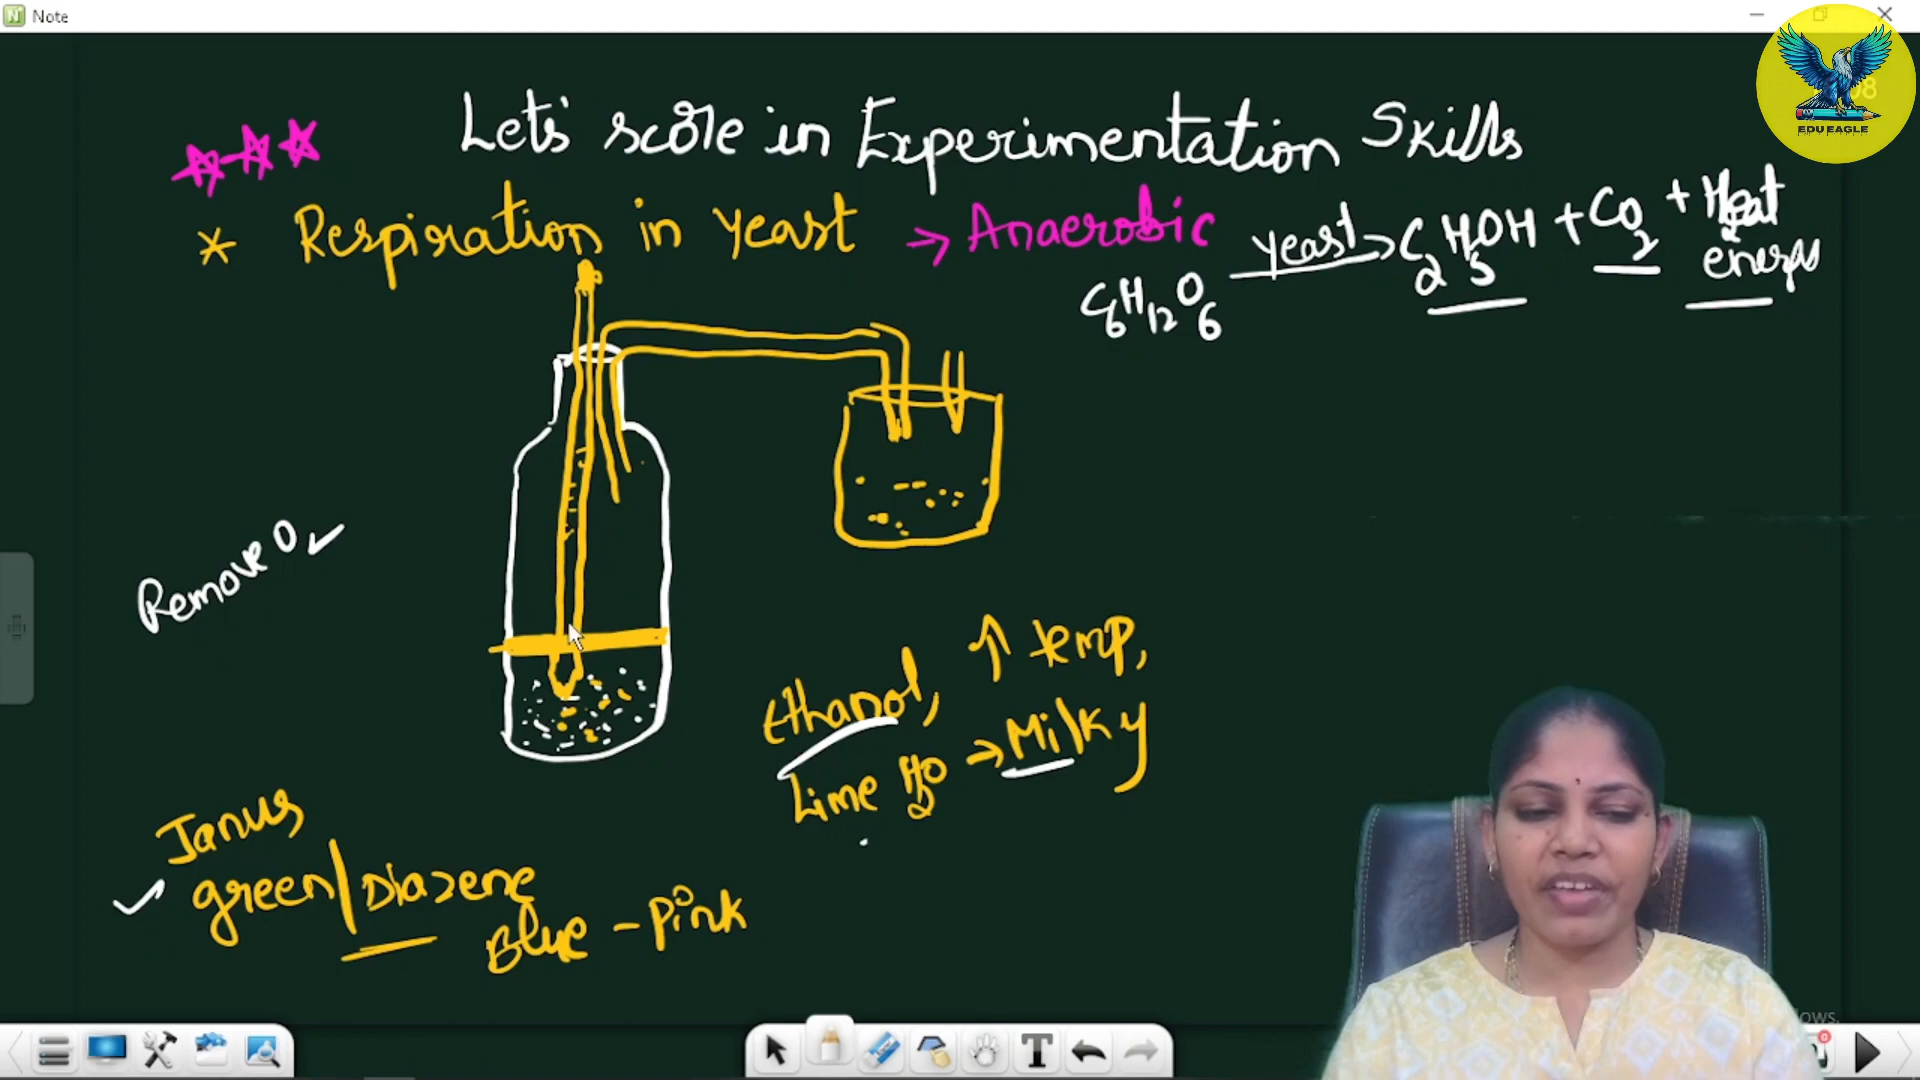 Note
EDU EAGLE
Let's score in Experimentation Skills
* Respiration in yeast → Anaerobic
C6H12O6 yeast→ C2H5OH + CO2 + Heat energy
Remove O ✓
Ethanol, ↑ temp,
Lime H2O → Milky
Janus
✓ green/Diazene
Blue - pink
T